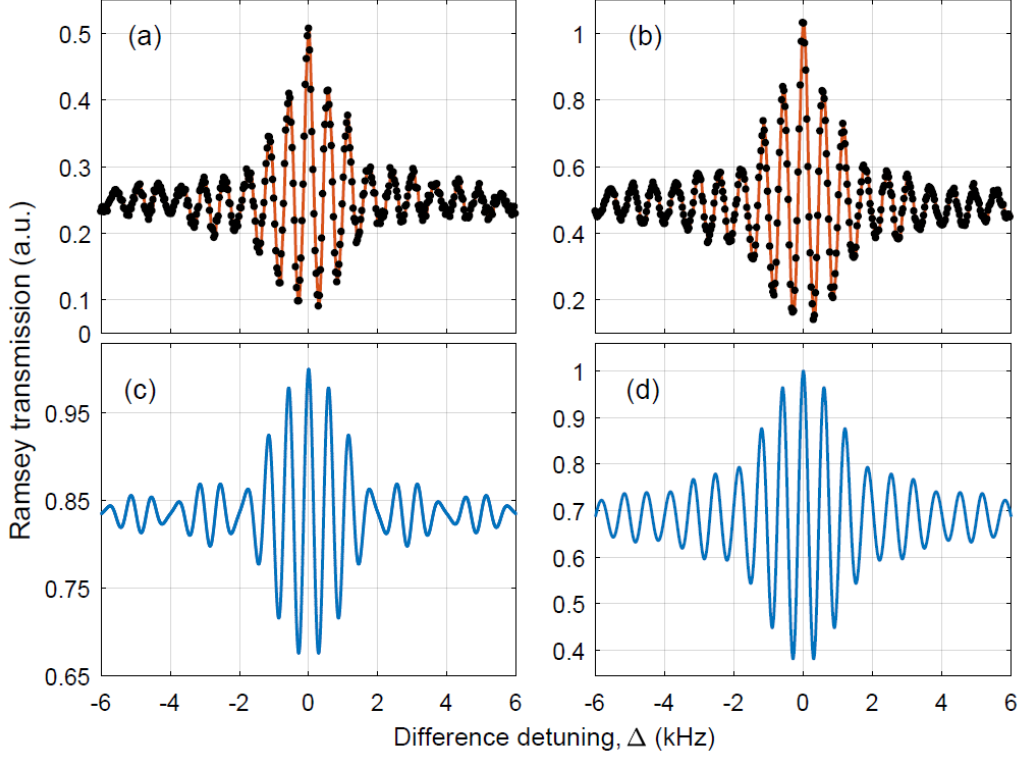 (a)
0.5
0.4
0.3
0.2
0.1
0
(b)
1
0.8
0.6
0.4
0.2
Ramsey transmission (a.u.)
(c)
0.95
0.85
0.75
0.65
-6 -4 -2 0 2 4 6
(d)
1
0.9
0.8
0.7
0.6
0.5
0.4
-6 -4 -2 0 2 4 6
Difference detuning, Δ (kHz)